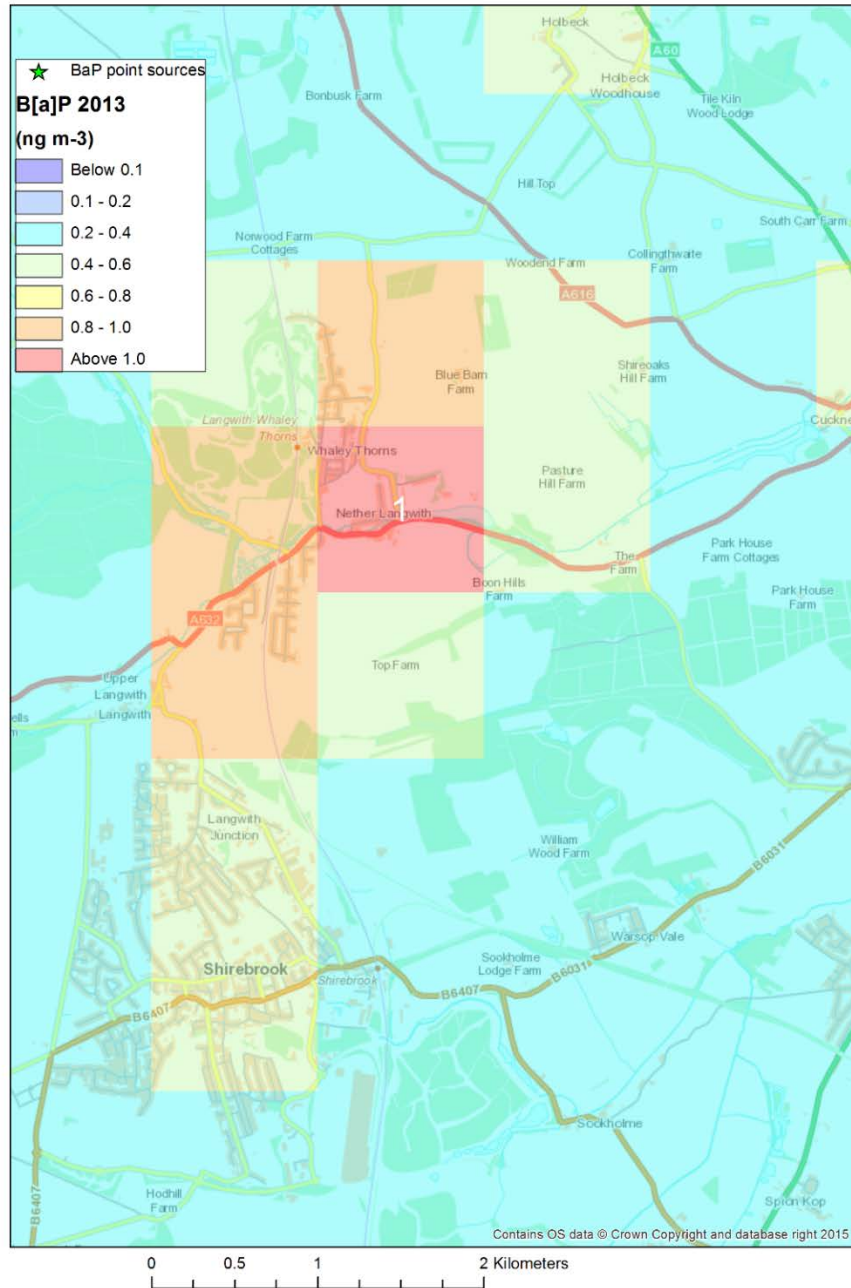 Holbeck
A60
BaP point sources
B[a]P 2013
(ng m-3)
Below 0.1
0.1 - 0.2
0.2 - 0.4
0.4 - 0.6
0.6 - 0.8
0.8 - 1.0
Above 1.0
Bonbusk Farm
Holbeck
Woodhouse
Tile Kiln
Wood Lodge
Hill Top
South Carr Farm
Norwood Farm
Cottages
Woodend Farm
Collingthwaite
Farm
A616
Blue Barn
Farm
Shireoaks
Hill Farm
Langwith-Whaley
Thorns
Whaley Thorns
Cuckne
Pasture
Hill Farm
1
Nether Langwith
Park House
Farm Cottages
The
Farm
Boon Hills
Farm
Park House
Farm
A632
Top Farm
Upper
Langwith
Langwith
ells
m
Langwith
Junction
William
Wood Farm
B6031
Warsop Vale
Shirebrook
Shirebrook
Sookholme
Lodge Farm
B6031
B6407
B6407
Sookholme
Hodhill
Farm
B6407
Spion Kop
Contains OS data © Crown Copyright and database right 2015
0 0.5 1 2 Kilometers